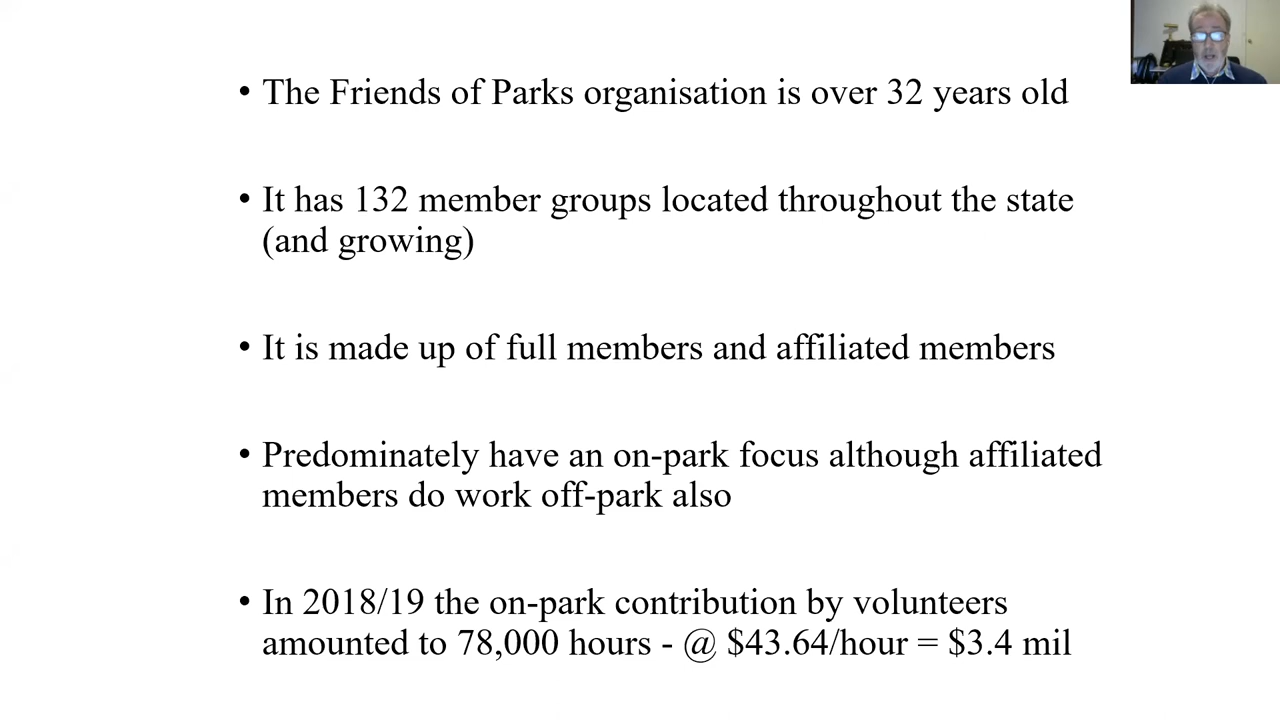 • The Friends of Parks organisation is over 32 years old
• It has 132 member groups located throughout the state
(and growing)
• It is made up of full members and affiliated members
• Predominately have an on-park focus although affiliated
members do work off-park also
• In 2018/19 the on-park contribution by volunteers
amounted to 78,000 hours - @ $43.64/hour = $3.4 mil